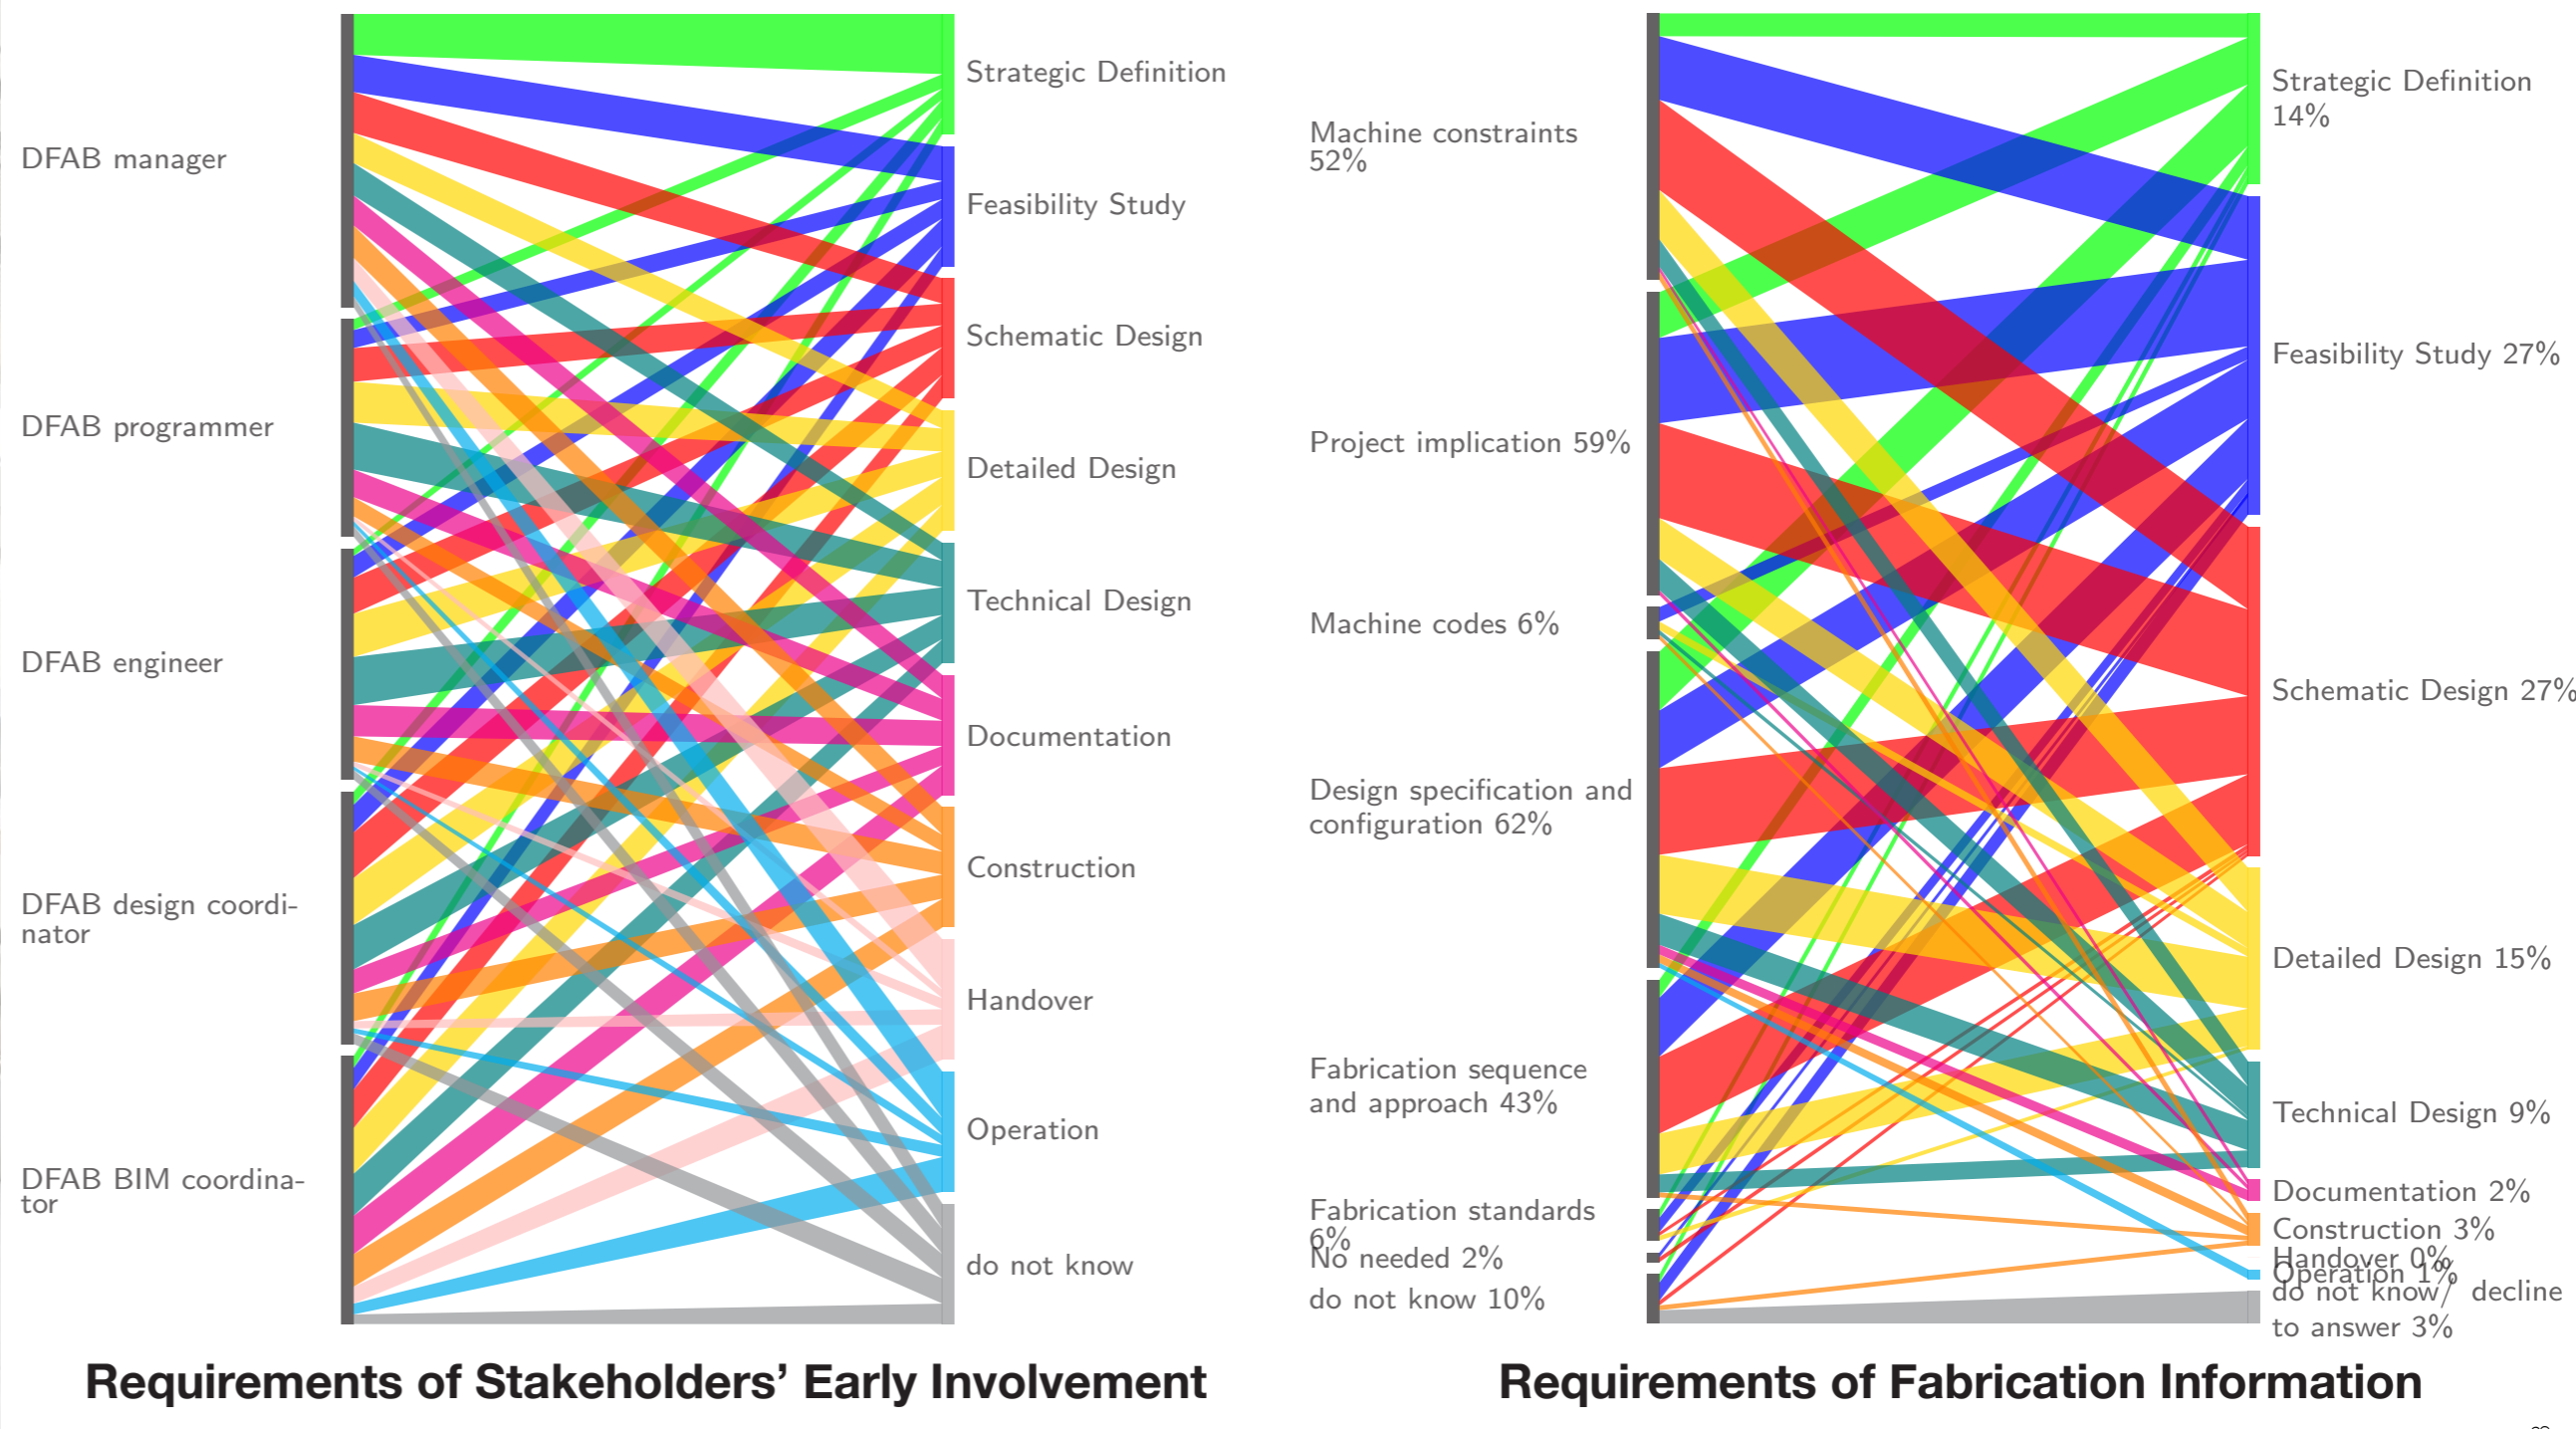 DFAB manager
DFAB programmer
DFAB engineer
DFAB design coordi-
nator
DFAB BIM coordina-
tor
Strategic Definition
Feasibility Study
Schematic Design
Detailed Design
Technical Design
Documentation
Construction
Handover
Operation
do not know
Requirements of Stakeholders’ Early Involvement
Machine constraints
52%
Project implication 59%
Machine codes 6%
Design specification and
configuration 62%
Fabrication sequence
and approach 43%
Fabrication standards
6%
No needed 2%
do not know 10%
Strategic Definition
14%
Feasibility Study 27%
Schematic Design 27%
Detailed Design 15%
Technical Design 9%
Documentation 2%
Construction 3%
Handover 0%
Operation 1%
do not know/ decline
to answer 3%
Requirements of Fabrication Information